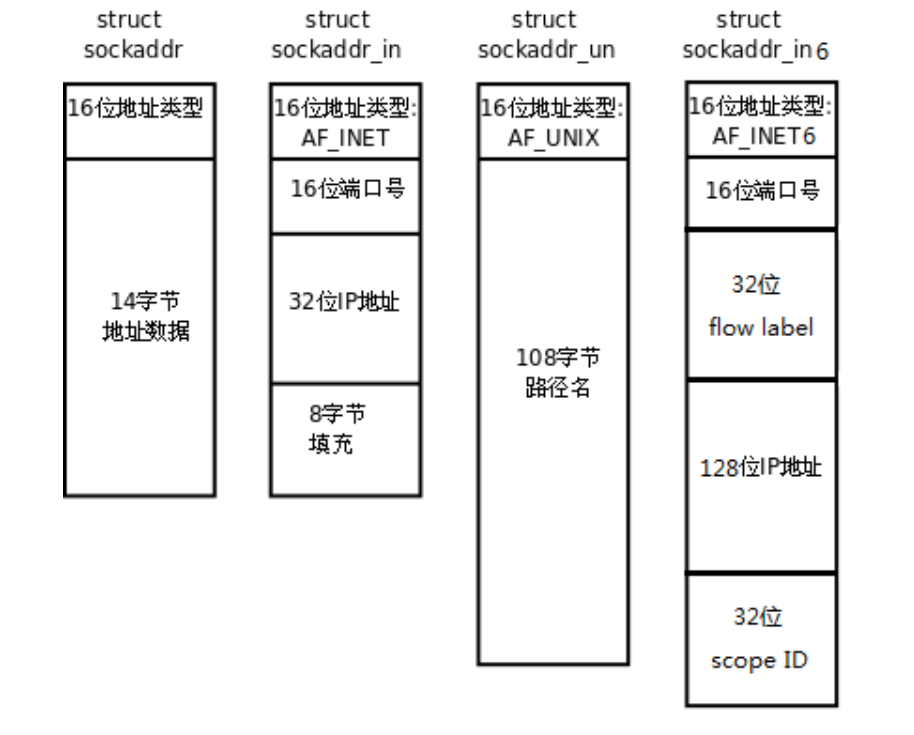 struct
sockaddr
16位地址类型
14字节
地址数据
struct
sockaddr_in
16位地址类型:
AF_INET
16位端口号
32位IP地址
8字节
填充
struct
sockaddr_un
16位地址类型:
AF_UNIX
108字节
路径名
struct
sockaddr_in6
16位地址类型:
AF_INET6
16位端口号
32位
flow label
128位IP地址
32位
scope ID